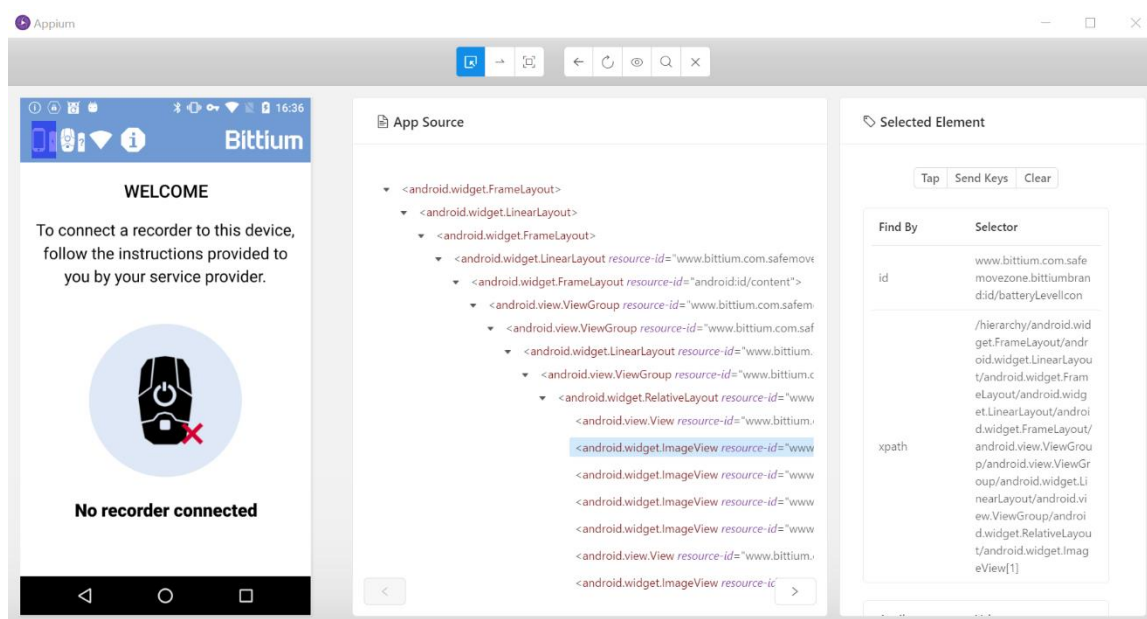 Appium
16:36
Bittium
WELCOME
To connect a recorder to this device,
follow the instructions provided to
you by your service provider.
No recorder connected
App Source
<android.widget.FrameLayout>
<android.widget.LinearLayout>
<android.widget.FrameLayout>
<android.widget.LinearLayout resource-id="www.bittium.com.safemove
<android.widget.FrameLayout resource-id="android:id/content">
<android.view.ViewGroup resource-id="www.bittium.com.safem
<android.view.ViewGroup resource-id="www.bittium.com.saf
<android.widget.LinearLayout resource-id="www.bittium.
<android.view.ViewGroup resource-id="www.bittium.c
<android.widget.RelativeLayout resource-id="www
<android.view.View resource-id="www.bittium.
<android.widget.ImageView resource-id="www
<android.widget.ImageView resource-id="www
<android.widget.ImageView resource-id="www
<android.widget.ImageView resource-id="www
<android.view.View resource-id="www.bittium.
<android.widget.ImageView resource-id
Selected Element
Tap Send Keys Clear
Find By Selector
id
www.bittium.com.safe
movezone.bittiumbran
d:id/batteryLevelIcon
xpath
/hierarchy/android.wid
get.FrameLayout/andr
oid.widget.LinearLayou
t/android.widget.Fram
eLayout/android.widg
et.LinearLayout/androi
d.widget.FrameLayout/
android.view.ViewGrou
p/android.view.ViewGr
oup/android.widget.Li
nearLayout/android.vi
ew.ViewGroup/androi
d.widget.RelativeLayou
t/android.widget.Imag
eView[1]